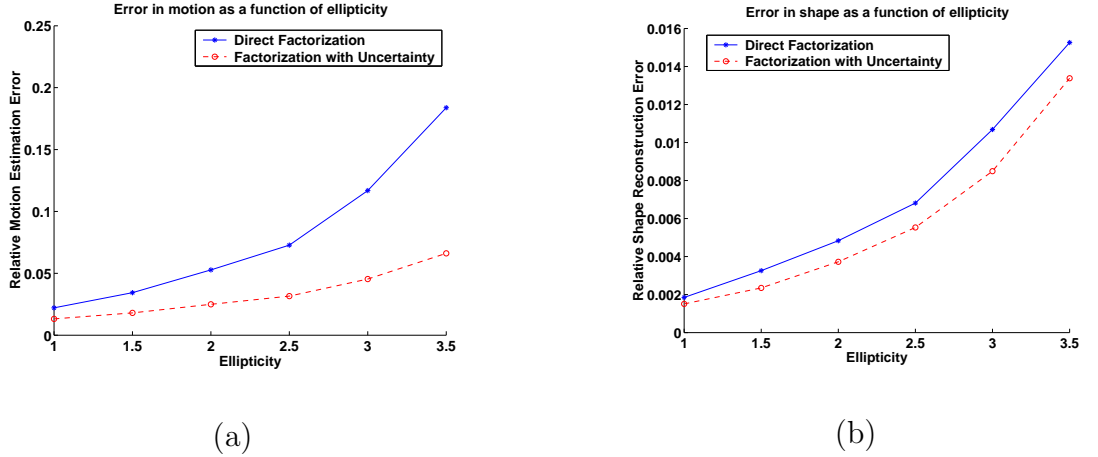 Error in motion as a function of ellipticity
0.25
0.2
0.15
0.1
0.05
0
Relative Motion Estimation Error
Direct Factorization
Factorization with Uncertainty
1 1.5 2 2.5 3 3.5
Ellipticity
(a)
Error in shape as a function of ellipticity
0.016
0.014
0.012
0.01
0.008
0.006
0.004
0.002
0
Relative Shape Reconstruction Error
Direct Factorization
Factorization with Uncertainty
1 1.5 2 2.5 3 3.5
Ellipticity
(b)